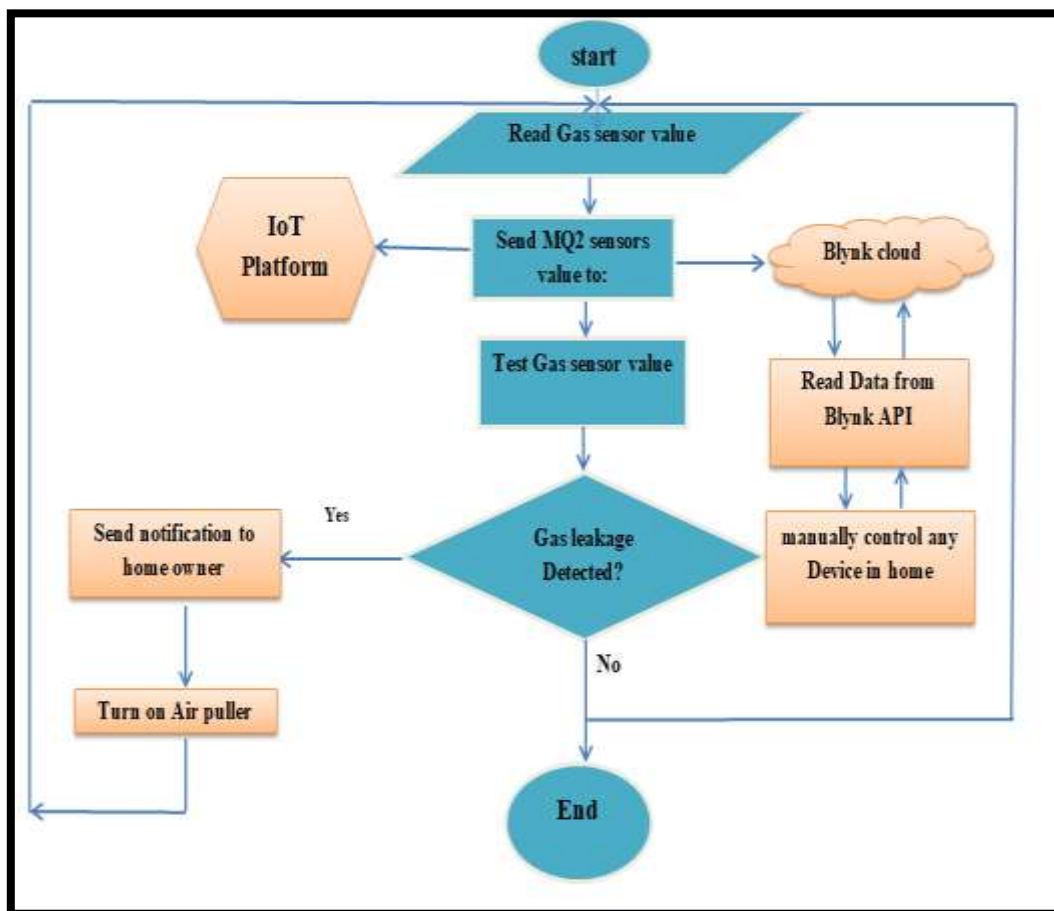 start
Read Gas sensor value
IoT
Platform
Send MQ2 sensors
value to:
Blynk cloud
Test Gas sensor value
Read Data from
Blynk API
Yes
Send notification to
home owner
Gas leakage
Detected?
manually control any
Device in home
No
Turn on Air puller
End